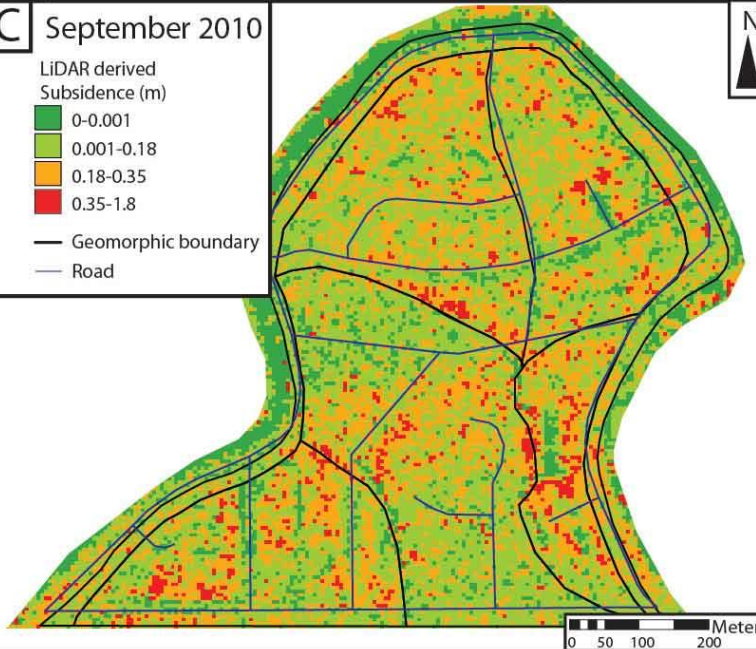 C September 2010
N
LiDAR derived
Subsidence (m)
0-0.001
0.001-0.18
0.18-0.35
0.35-1.8
Geomorphic boundary
Road
Meter
0 50 100 200